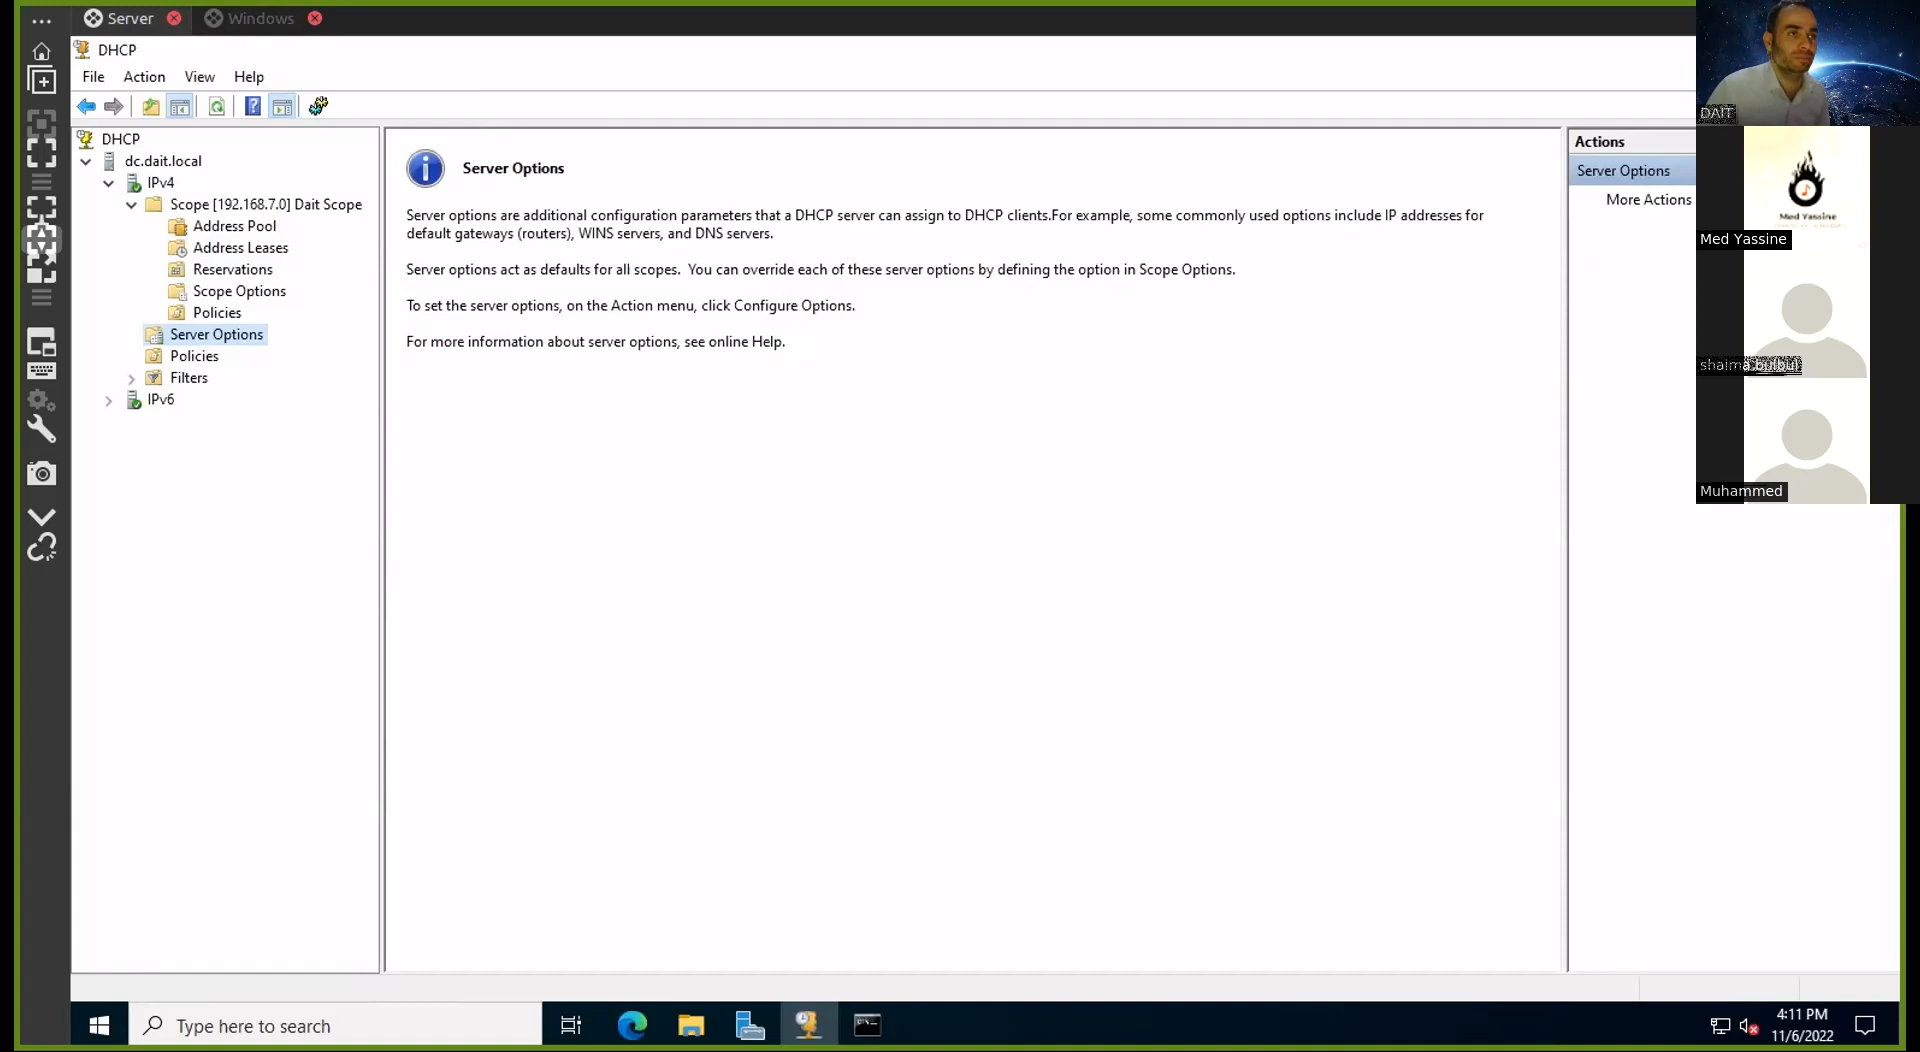 Server
Windows
DHCP
File Action View Help
DHCP
dc.dait.local
IPv4
Scope [192.168.7.0] Dait Scope
Address Pool
Address Leases
Reservations
Scope Options
Policies
Server Options
Policies
Filters
IPv6
Server Options
Server options are additional configuration parameters that a DHCP server can assign to DHCP clients.For example, some commonly used options include IP addresses for
default gateways (routers), WINS servers, and DNS servers.
Server options act as defaults for all scopes.  You can override each of these server options by defining the option in Scope Options.
To set the server options, on the Action menu, click Configure Options.
For more information about server options, see online Help.
Actions
Server Options
More Actions
DAIT
Med Yassine
Med Yassine
shaima bulbul
Muhammed
Type here to search
4:11 PM
11/6/2022